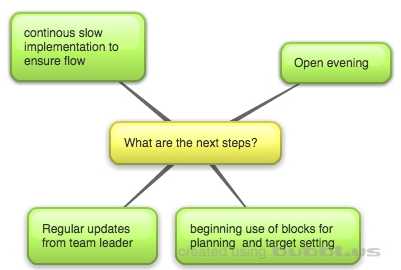 continous slow
implementation to
ensure flow
Open evening
What are the next steps?
Regular updates
from team leader
beginning use of blocks for
planning and target setting
created using bubbl.us